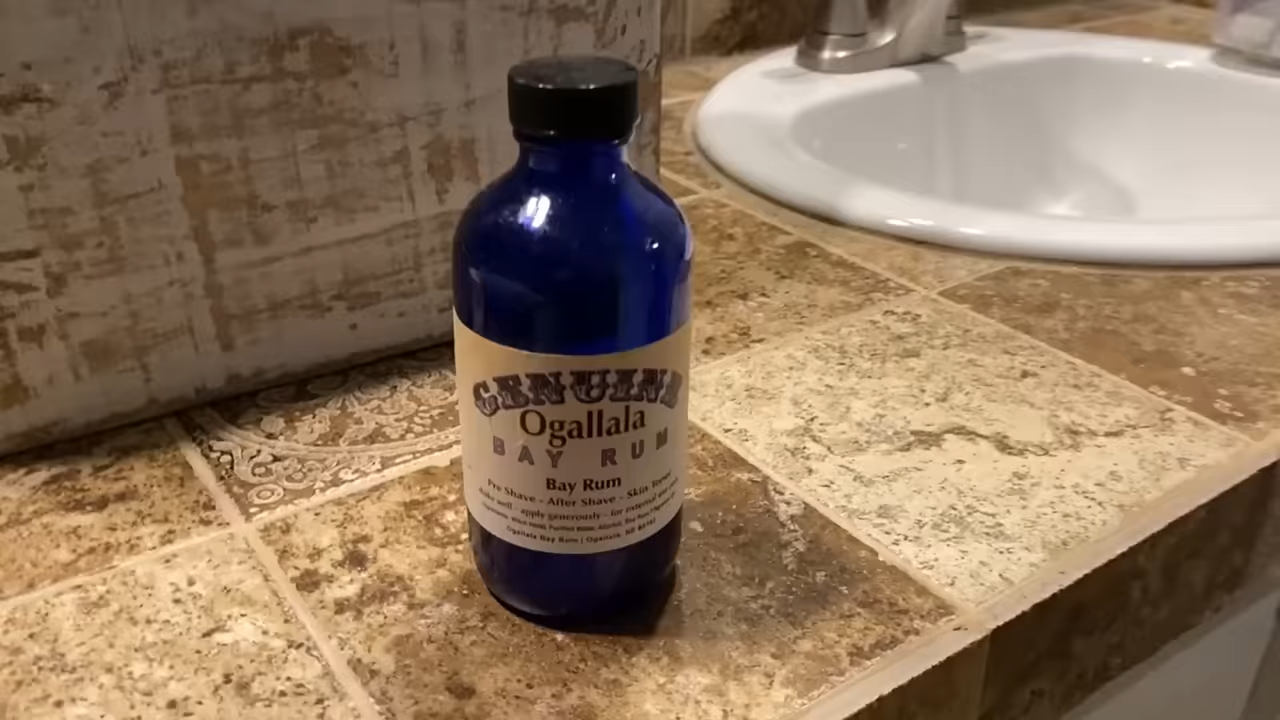 GENUINE
Ogallala
BAY RUM
Bay Rum
Pre Shave - After Shave - Skin Toner
Shake well - apply generously - for external use only
Ogallala Bay Rum | Ogallala, NE 69153